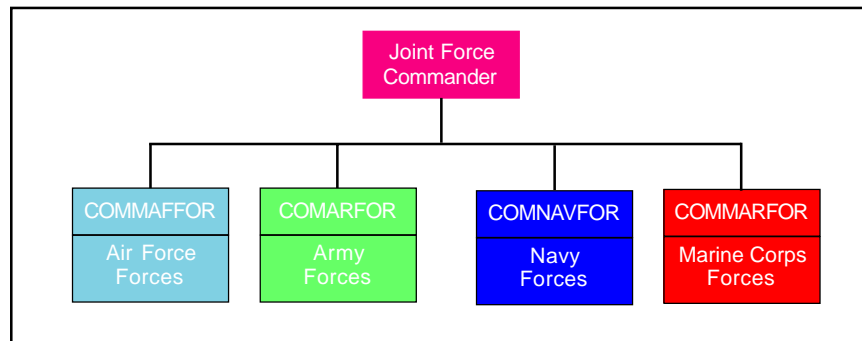 Joint Force
Commander
COMMAFFOR
Air Force
Forces
COMARFOR
Army
Forces
COMNAVFOR
Navy
Forces
COMMARFOR
Marine Corps
Forces